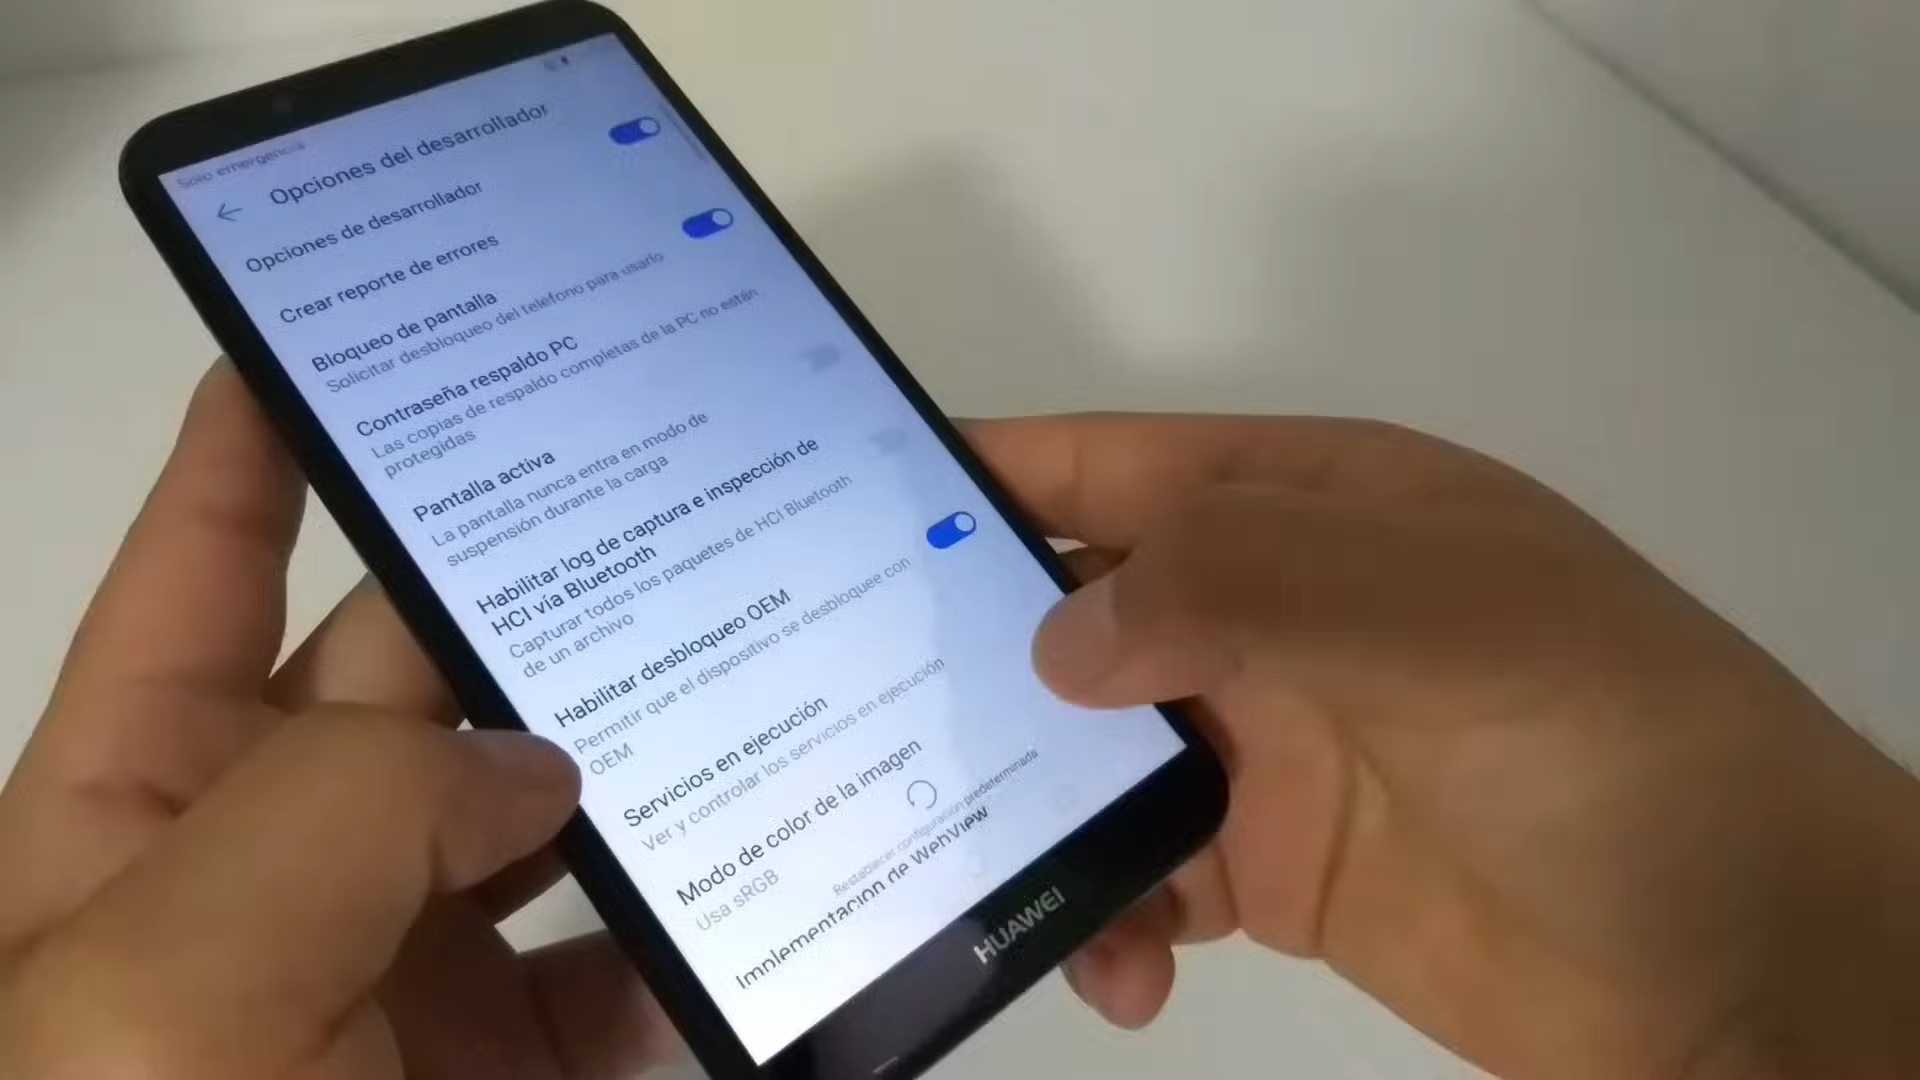 Solo emergencia
Opciones del desarrollador
Opciones de desarrollador
Crear reporte de errores
Bloqueo de pantalla
Solicitar desbloqueo del teléfono para usarlo
Contraseña respaldo PC
Las copias de respaldo completas de la PC no están
protegidas
Pantalla activa
La pantalla nunca entra en modo de
suspensión durante la carga
Habilitar log de captura e inspección de
HCI vía Bluetooth
Capturar todos los paquetes de HCI Bluetooth
de un archivo
Habilitar desbloqueo OEM
Permitir que el dispositivo se desbloquee con
OEM
Servicios en ejecución
Ver y controlar los servicios en ejecución
Modo de color de la imagen
Usa sRGB
Restablecer configuración predeterminada
Implementación de WebView
HUAWEI